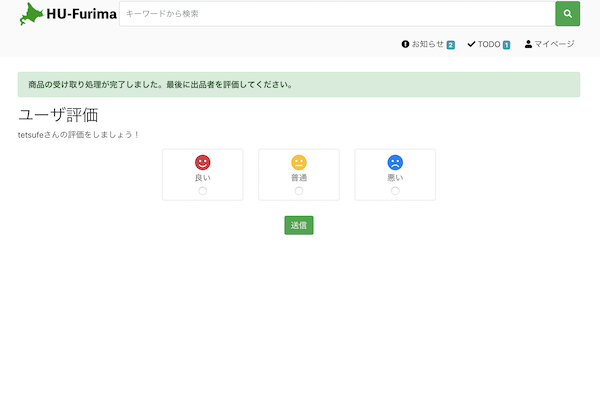 HU-Furima
キーワードから検索
お知らせ 2 TODO 1 マイページ
商品の受け取り処理が完了しました。最後に出品者を評価してください。
ユーザ評価
tetsufeさんの評価をしましょう！
良い 普通 悪い
送信